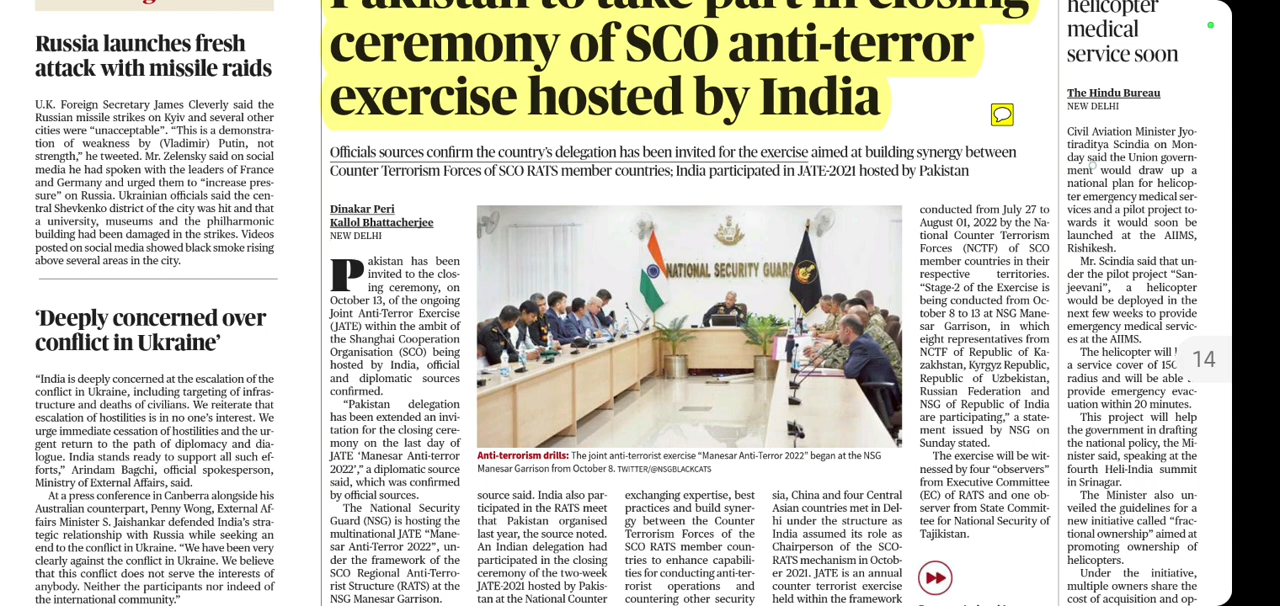 Russia launches fresh
attack with missile raids
U.K. Foreign Secretary James Cleverly said the
Russian missile strikes on Kyiv and several other
cities were “unacceptable”. “This is a demonstra-
tion of weakness by (Vladimir) Putin, not
strength,” he tweeted. Mr. Zelensky said on social
media he had spoken with the leaders of France
and Germany and urged them to “increase pres-
sure” on Russia. Ukrainian officials said the cen-
tral Shevkenko district of the city was hit and that
a university, museums and the philharmonic
building had been damaged in the strikes. Videos
posted on social media showed black smoke rising
above several areas in the city.
‘Deeply concerned over
conflict in Ukraine’
“India is deeply concerned at the escalation of the
conflict in Ukraine, including targeting of infras-
tructure and deaths of civilians. We reiterate that
escalation of hostilities is in no one’s interest. We
urge immediate cessation of hostilities and the ur-
gent return to the path of diplomacy and dia-
logue. India stands ready to support all such ef-
forts,” Arindam Bagchi, official spokesperson,
Ministry of External Affairs, said.
At a press conference in Canberra alongside his
Australian counterpart, Penny Wong, External Af-
fairs Minister S. Jaishankar defended India’s stra-
tegic relationship with Russia while seeking an
end to the conflict in Ukraine. “We have been very
clearly against the conflict in Ukraine. We believe
that this conflict does not serve the interests of
anybody. Neither the participants nor indeed of
the international community.”
Pakistan to take part in closing
ceremony of SCO anti-terror
exercise hosted by India
Officials sources confirm the country’s delegation has been invited for the exercise aimed at building synergy between
Counter Terrorism Forces of SCO RATS member countries; India participated in JATE-2021 hosted by Pakistan
Dinakar Peri
Kallol Bhattacherjee
NEW DELHI
Pakistan has been
invited to the clos-
ing ceremony, on
October 13, of the ongoing
Joint Anti-Terror Exercise
(JATE) within the ambit of
the Shanghai Cooperation
Organisation (SCO) being
hosted by India, official
and diplomatic sources
confirmed.
“Pakistan delegation
has been extended an invi-
tation for the closing cere-
mony on the last day of
JATE ‘Manesar Anti-terror
2022’,” a diplomatic source
said, which was confirmed
by official sources.
The National Security
Guard (NSG) is hosting the
multinational JATE “Mane-
sar Anti-Terror 2022”, un-
der the framework of the
SCO Regional Anti-Terro-
rist Structure (RATS) at the
NSG Manesar Garrison.
NATIONAL SECURITY GUARD
Anti-terrorism drills: The joint anti-terrorist exercise “Manesar Anti-Terror 2022” began at the NSG
Manesar Garrison from October 8. TWITTER/@NSGBLACKCATS
source said. India also par-
ticipated in the RATS meet
that Pakistan organised
last year, the source noted.
An Indian delegation had
participated in the closing
ceremony of the two-week
JATE-2021 hosted by Pakis-
tan at the National Counter
exchanging expertise, best
practices and build syner-
gy between the Counter
Terrorism Forces of the
SCO RATS member coun-
tries to enhance capabili-
ties for conducting anti-ter-
rorist operations and
countering other security
sia, China and four Central
Asian countries met in Del-
hi under the structure as
India assumed its role as
Chairperson of the SCO-
RATS mechanism in Octob-
er 2021. JATE is an annual
counter terrorist exercise
held within the framework
conducted from July 27 to
August 01, 2022 by the Na-
tional Counter Terrorism
Forces (NCTF) of SCO
member countries in their
respective territories.
“Stage-2 of the Exercise is
being conducted from Oc-
tober 8 to 13 at NSG Mane-
sar Garrison, in which
eight representatives from
NCTF of Republic of Ka-
zakhstan, Kyrgyz Republic,
Republic of Uzbekistan,
Russian Federation and
NSG of Republic of India
are participating,” a state-
ment issued by NSG on
Sunday stated.
The exercise will be wit-
nessed by four “observers”
from Executive Committee
(EC) of RATS and one ob-
server from State Commit-
tee for National Security of
Tajikistan.
helicopter
medical
service soon
The Hindu Bureau
NEW DELHI
Civil Aviation Minister Jyo-
tiraditya Scindia on Mon-
day said the Union govern-
ment would draw up a
national plan for helicop-
ter emergency medical ser-
vices and a pilot project to-
wards it would soon be
launched at the AIIMS,
Rishikesh.
Mr. Scindia said that un-
der the pilot project “San-
jeevani”, a helicopter
would be deployed in the
next few weeks to provide
emergency medical servic-
es at the AIIMS.
The helicopter will
a service cover of
radius and will be able
provide emergency evac-
uation within 20 minutes.
This project will help
the government in drafting
the national policy, the Mi-
nister said, speaking at the
fourth Heli-India summit
in Srinagar.
The Minister also un-
veiled the guidelines for a
new initiative called “frac-
tional ownership” aimed at
promoting ownership of
helicopters.
Under the initiative,
multiple owners share the
cost of acquisition and op-
14